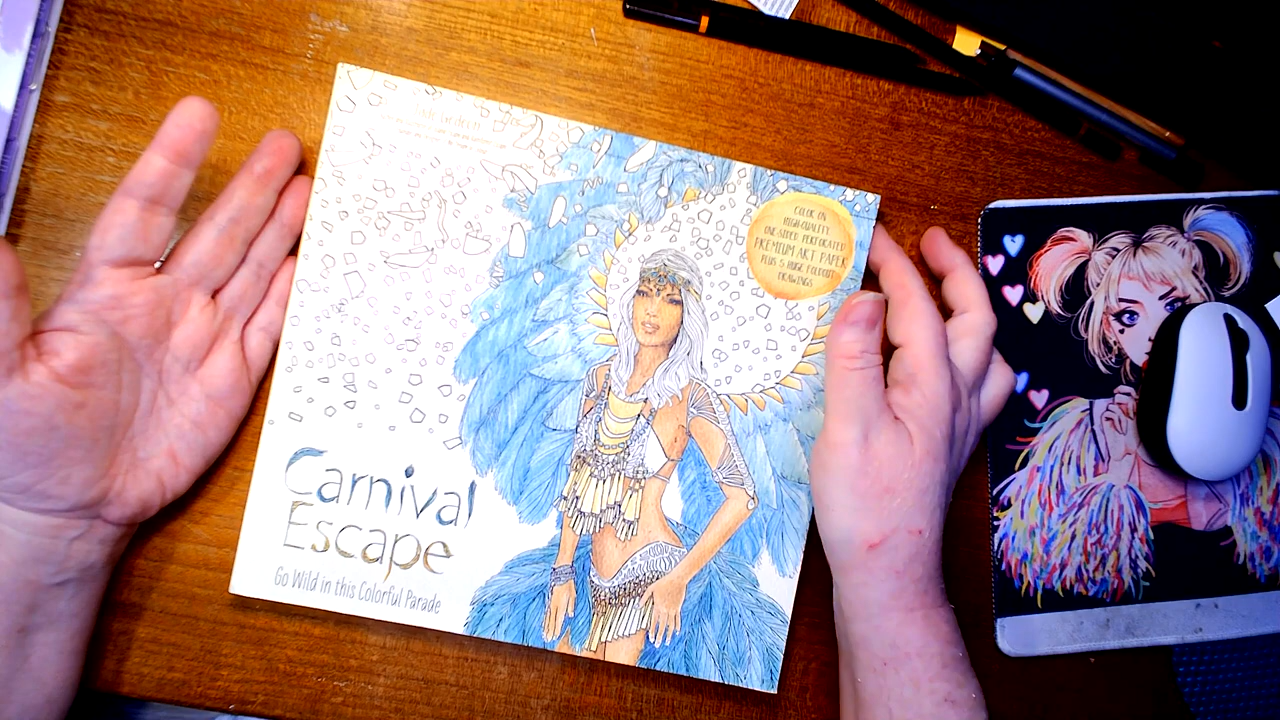 COLOR ON
HIGH-QUALITY
ONE-SIDED, PERFORATED
PREMIUM ART PAPER
PLUS 5 HUGE FOLDOUT
DRAWINGS
Carnival
Escape
Go Wild in this Colorful Parade